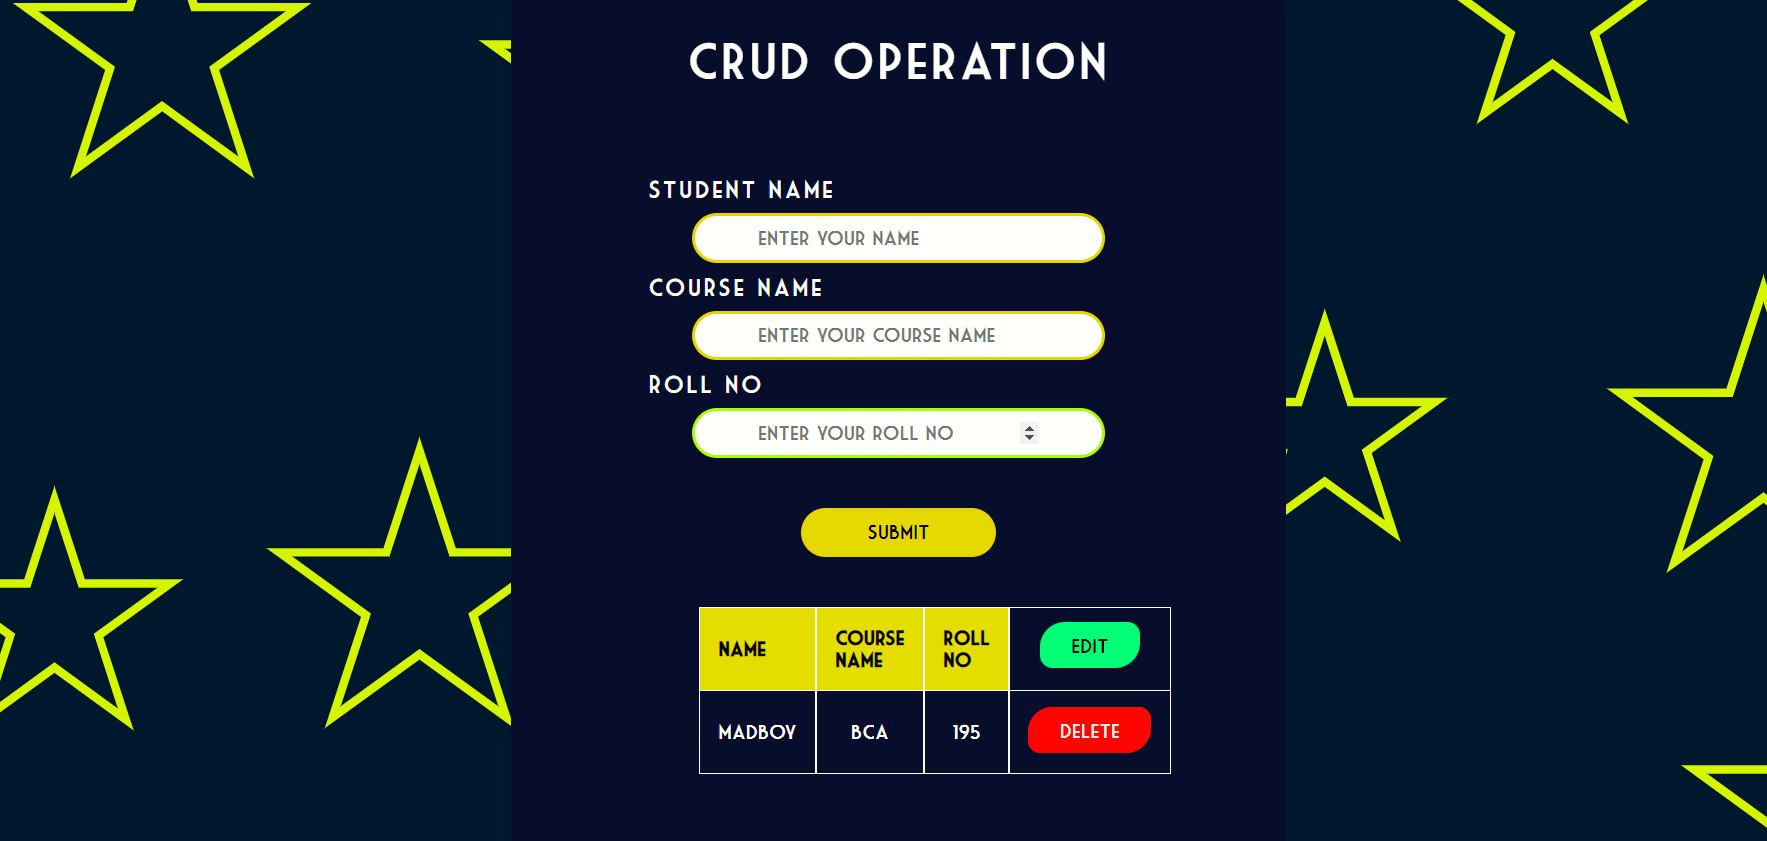 CRUD OPERATION
STUDENT NAME
ENTER YOUR NAME
COURSE NAME
ENTER YOUR COURSE NAME
ROLL NO
ENTER YOUR ROLL NO
SUBMIT
NAME
COURSE
NAME
ROLL
NO
EDIT
MADBOY
BCA
195
DELETE